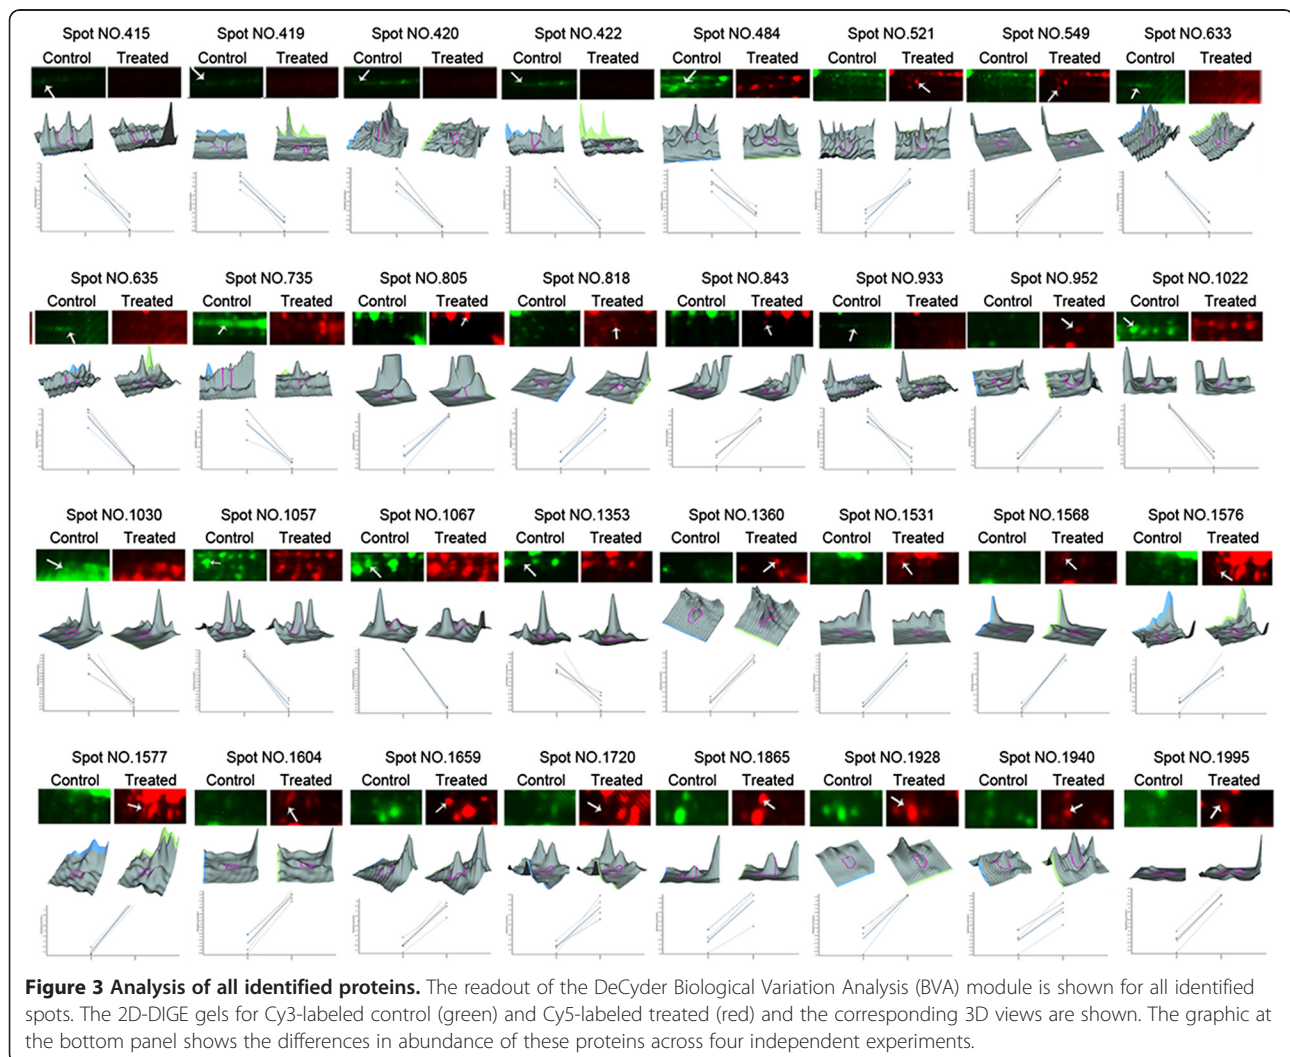 Spot NO.415 Spot NO.419 Spot NO.420 Spot NO.422 Spot NO.484 Spot NO.521 Spot NO.549 Spot NO.633
Control Treated Control Treated Control Treated Control Treated Control Treated Control Treated Control Treated Control Treated
Spot NO.635 Spot NO.735 Spot NO.805 Spot NO.818 Spot NO.843 Spot NO.933 Spot NO.952 Spot NO.1022
Control Treated Control Treated Control Treated Control Treated Control Treated Control Treated Control Treated Control Treated
Spot NO.1030 Spot NO.1057 Spot NO.1067 Spot NO.1353 Spot NO.1360 Spot NO.1531 Spot NO.1568 Spot NO.1576
Control Treated Control Treated Control Treated Control Treated Control Treated Control Treated Control Treated Control Treated
Spot NO.1577 Spot NO.1604 Spot NO.1659 Spot NO.1720 Spot NO.1865 Spot NO.1928 Spot NO.1940 Spot NO.1995
Control Treated Control Treated Control Treated Control Treated Control Treated Control Treated Control Treated Control Treated
Figure 3 Analysis of all identified proteins. The readout of the DeCyder Biological Variation Analysis (BVA) module is shown for all identified
spots. The 2D-DIGE gels for Cy3-labeled control (green) and Cy5-labeled treated (red) and the corresponding 3D views are shown. The graphic at
the bottom panel shows the differences in abundance of these proteins across four independent experiments.